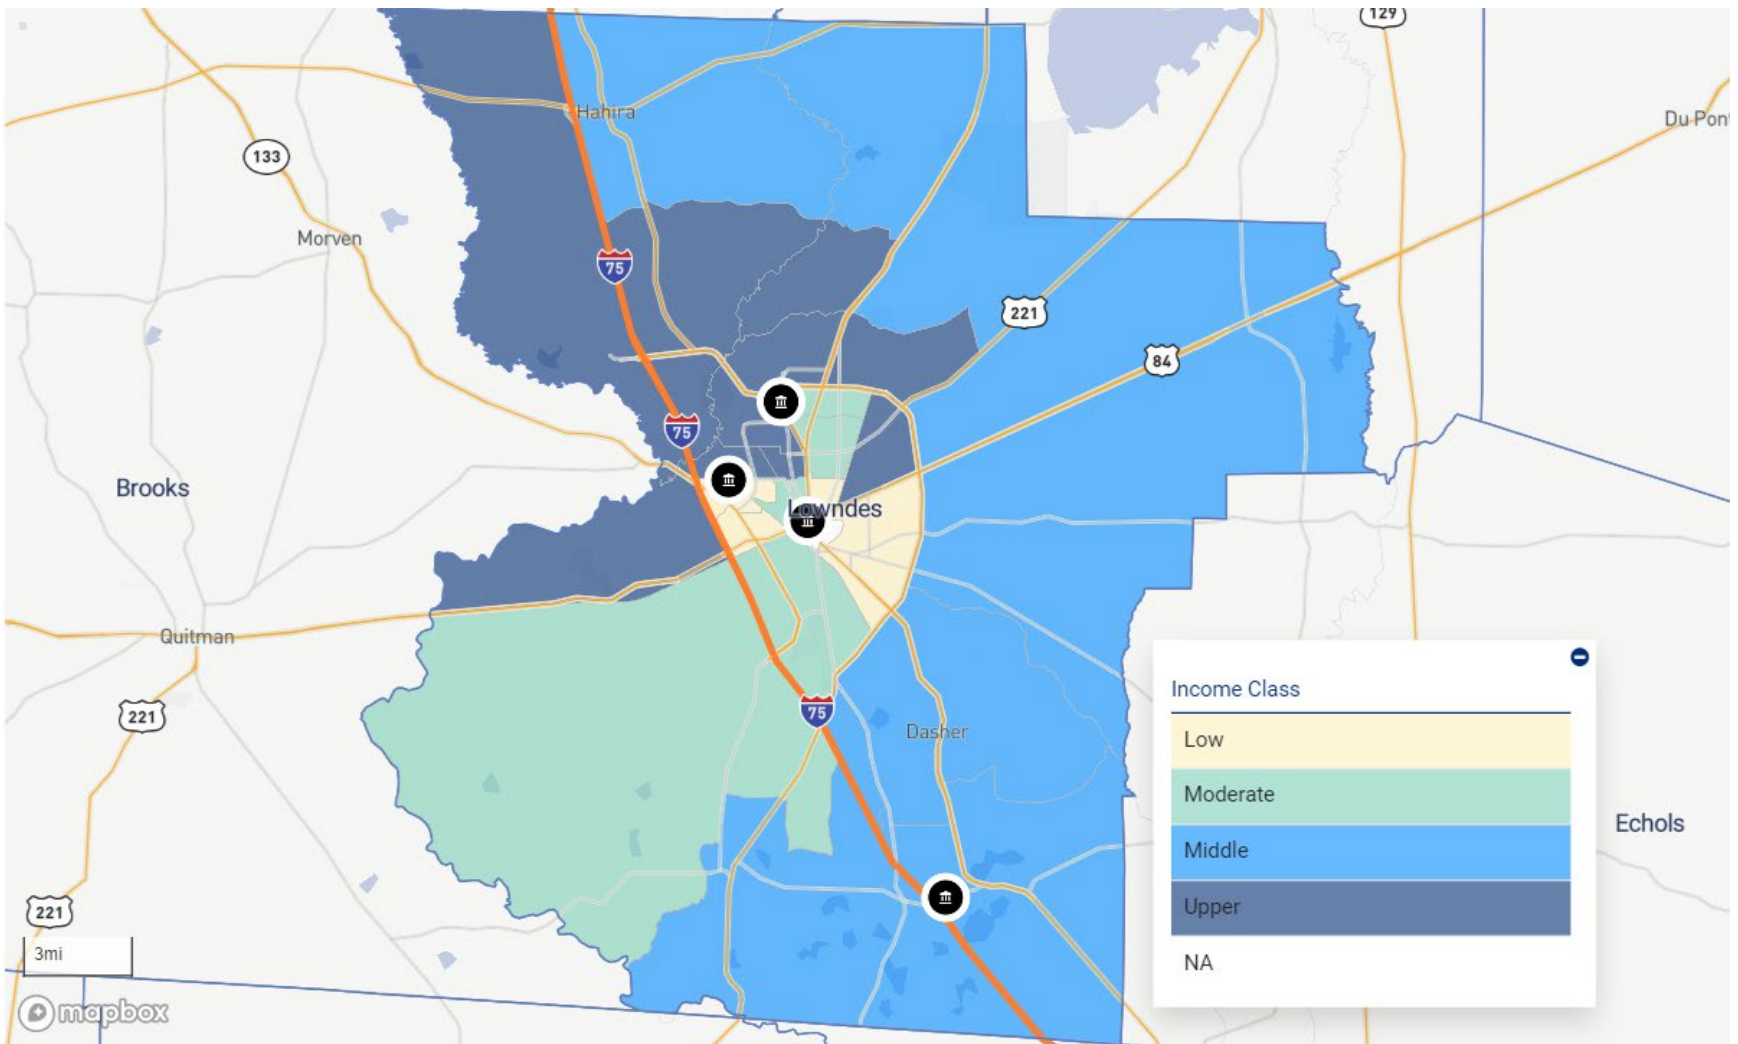 129
Hahira
Du Pon
133
Morven
75
221
84
75
Brooks
Lowndes
Quitman
221
75
Dasher
Income Class
Low
Moderate
Middle
Upper
NA
Echols
221
3mi
mapbox